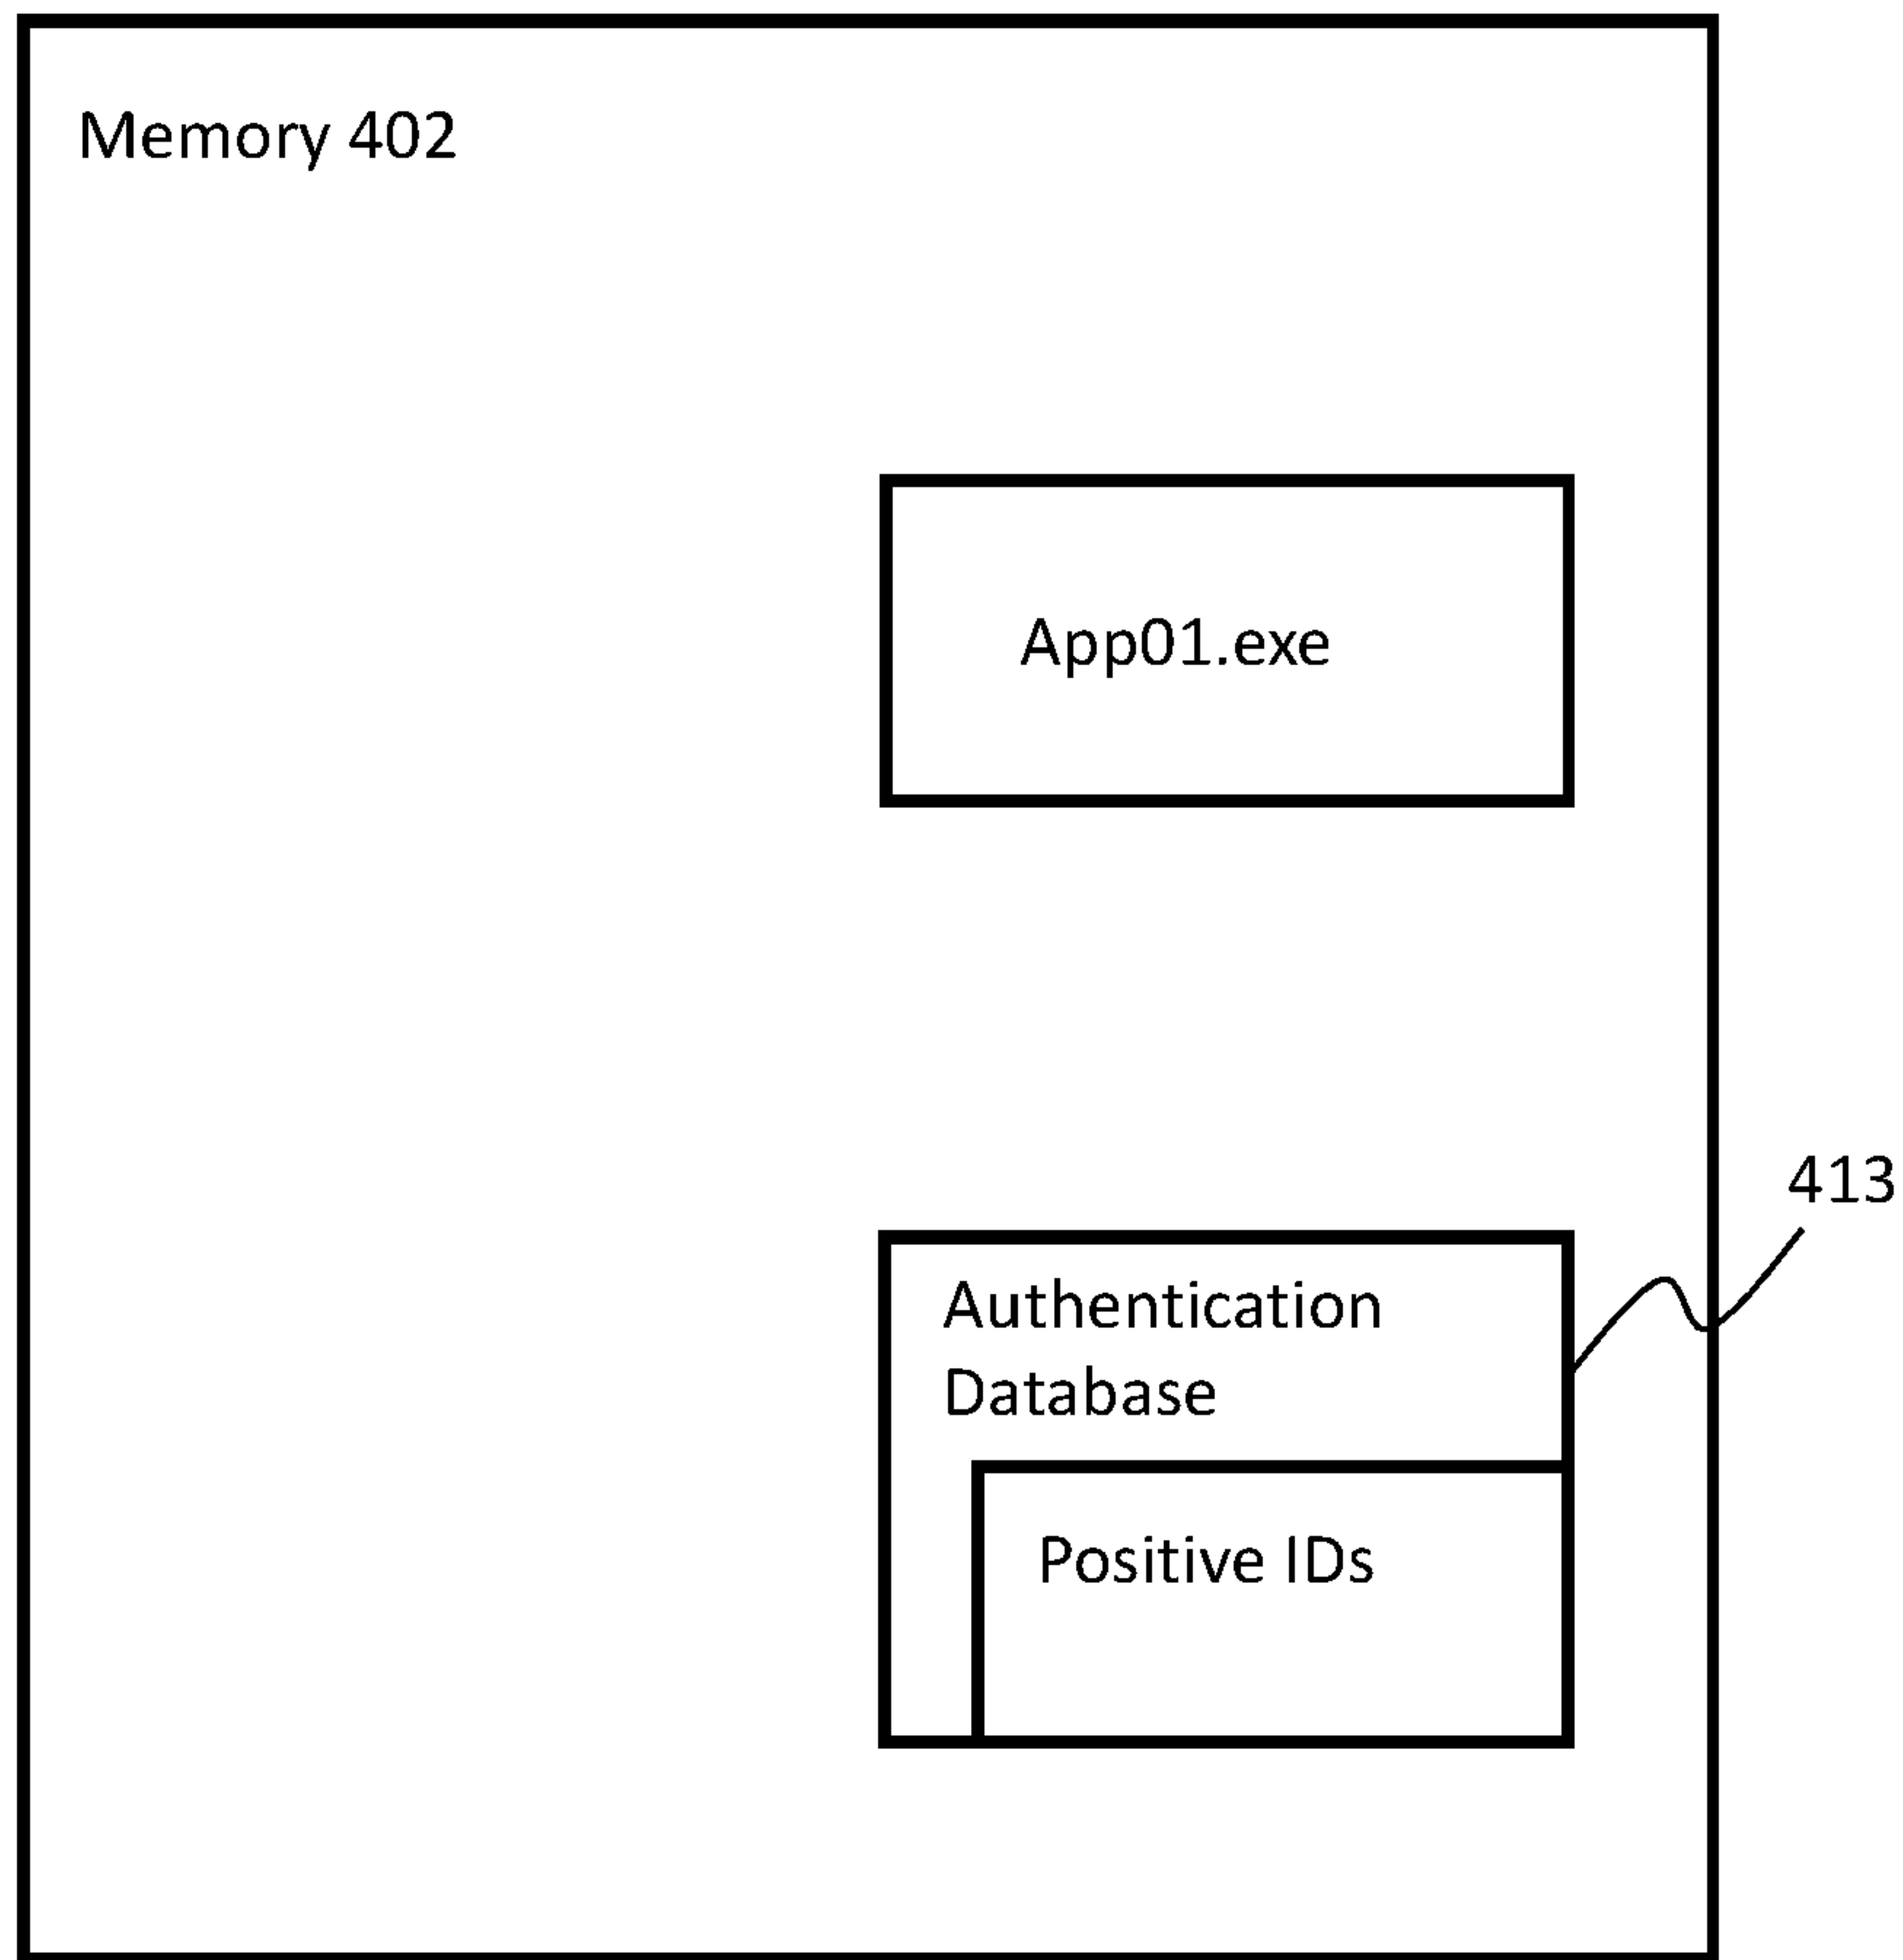 Memory 402
App01.exe
413
Authentication
Database
Positive IDs